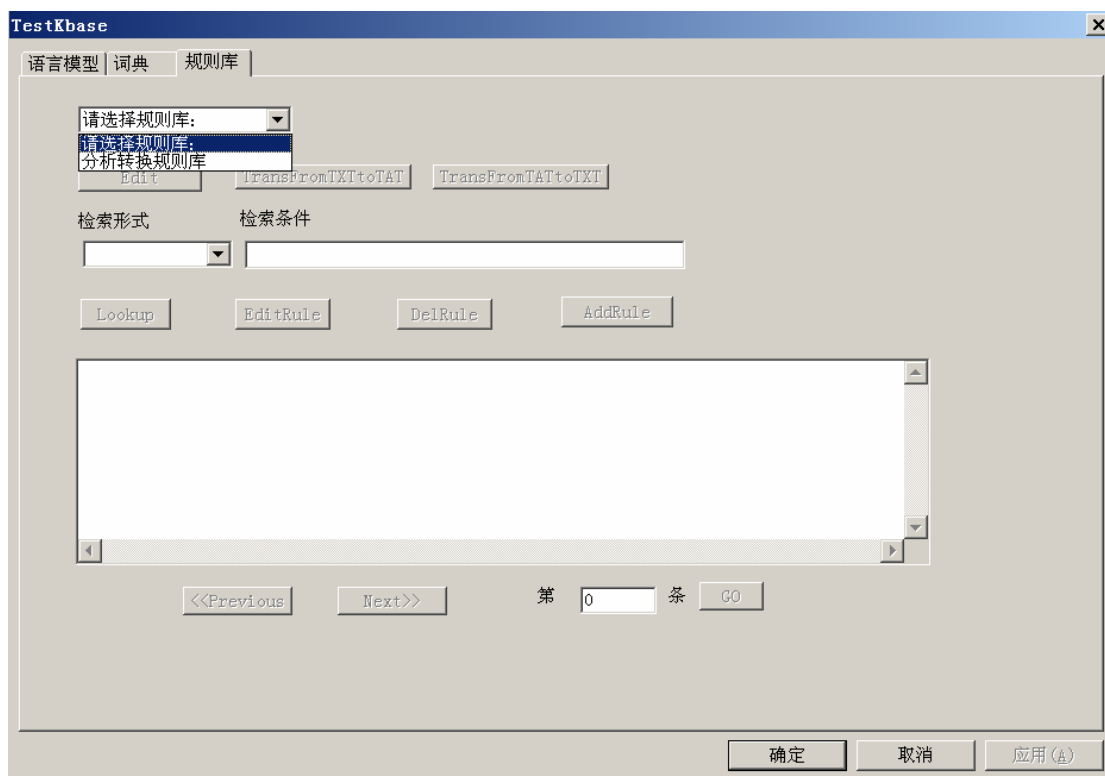 TestKbase
语言模型 词典 规则库
请选择规则库:
请选择规则库:
分析转换规则库
Edit TransFromTXTtoTAT TransFromTATtoTXT
检索形式 检索条件
Lookup EditRule DelRule AddRule
<<Previous Next>> 第 0 条 GO
确定 取消 应用(A)